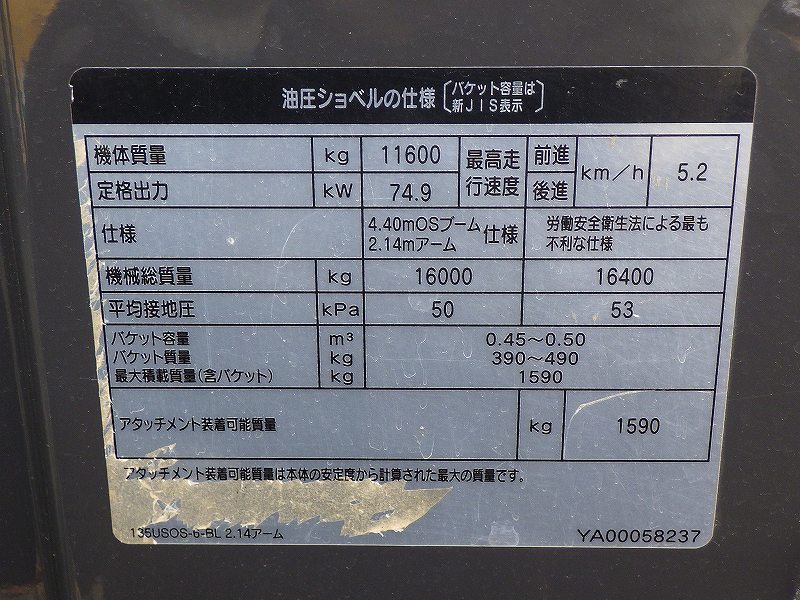 油圧ショベルの仕様〔バケット容量は
新JIS表示〕
機体質量 kg 11600 最高走行速度 前進 後進 km/h 5.2
定格出力 kW 74.9
仕様 4.40mOSブーム 2.14mアーム 仕様 労働安全衛生法による最も不利な仕様
機械総質量 kg 16000 16400
平均接地圧 kPa 50 53
バケット容量 m³ 0.45～0.50
バケット質量 kg 390～490
最大積載質量(含バケット) kg 1590
アタッチメント装着可能質量 kg 1590
アタッチメント装着可能質量は本体の安定度から計算された最大の質量です。
135USOS-6-BL 2.14アーム YA00058237